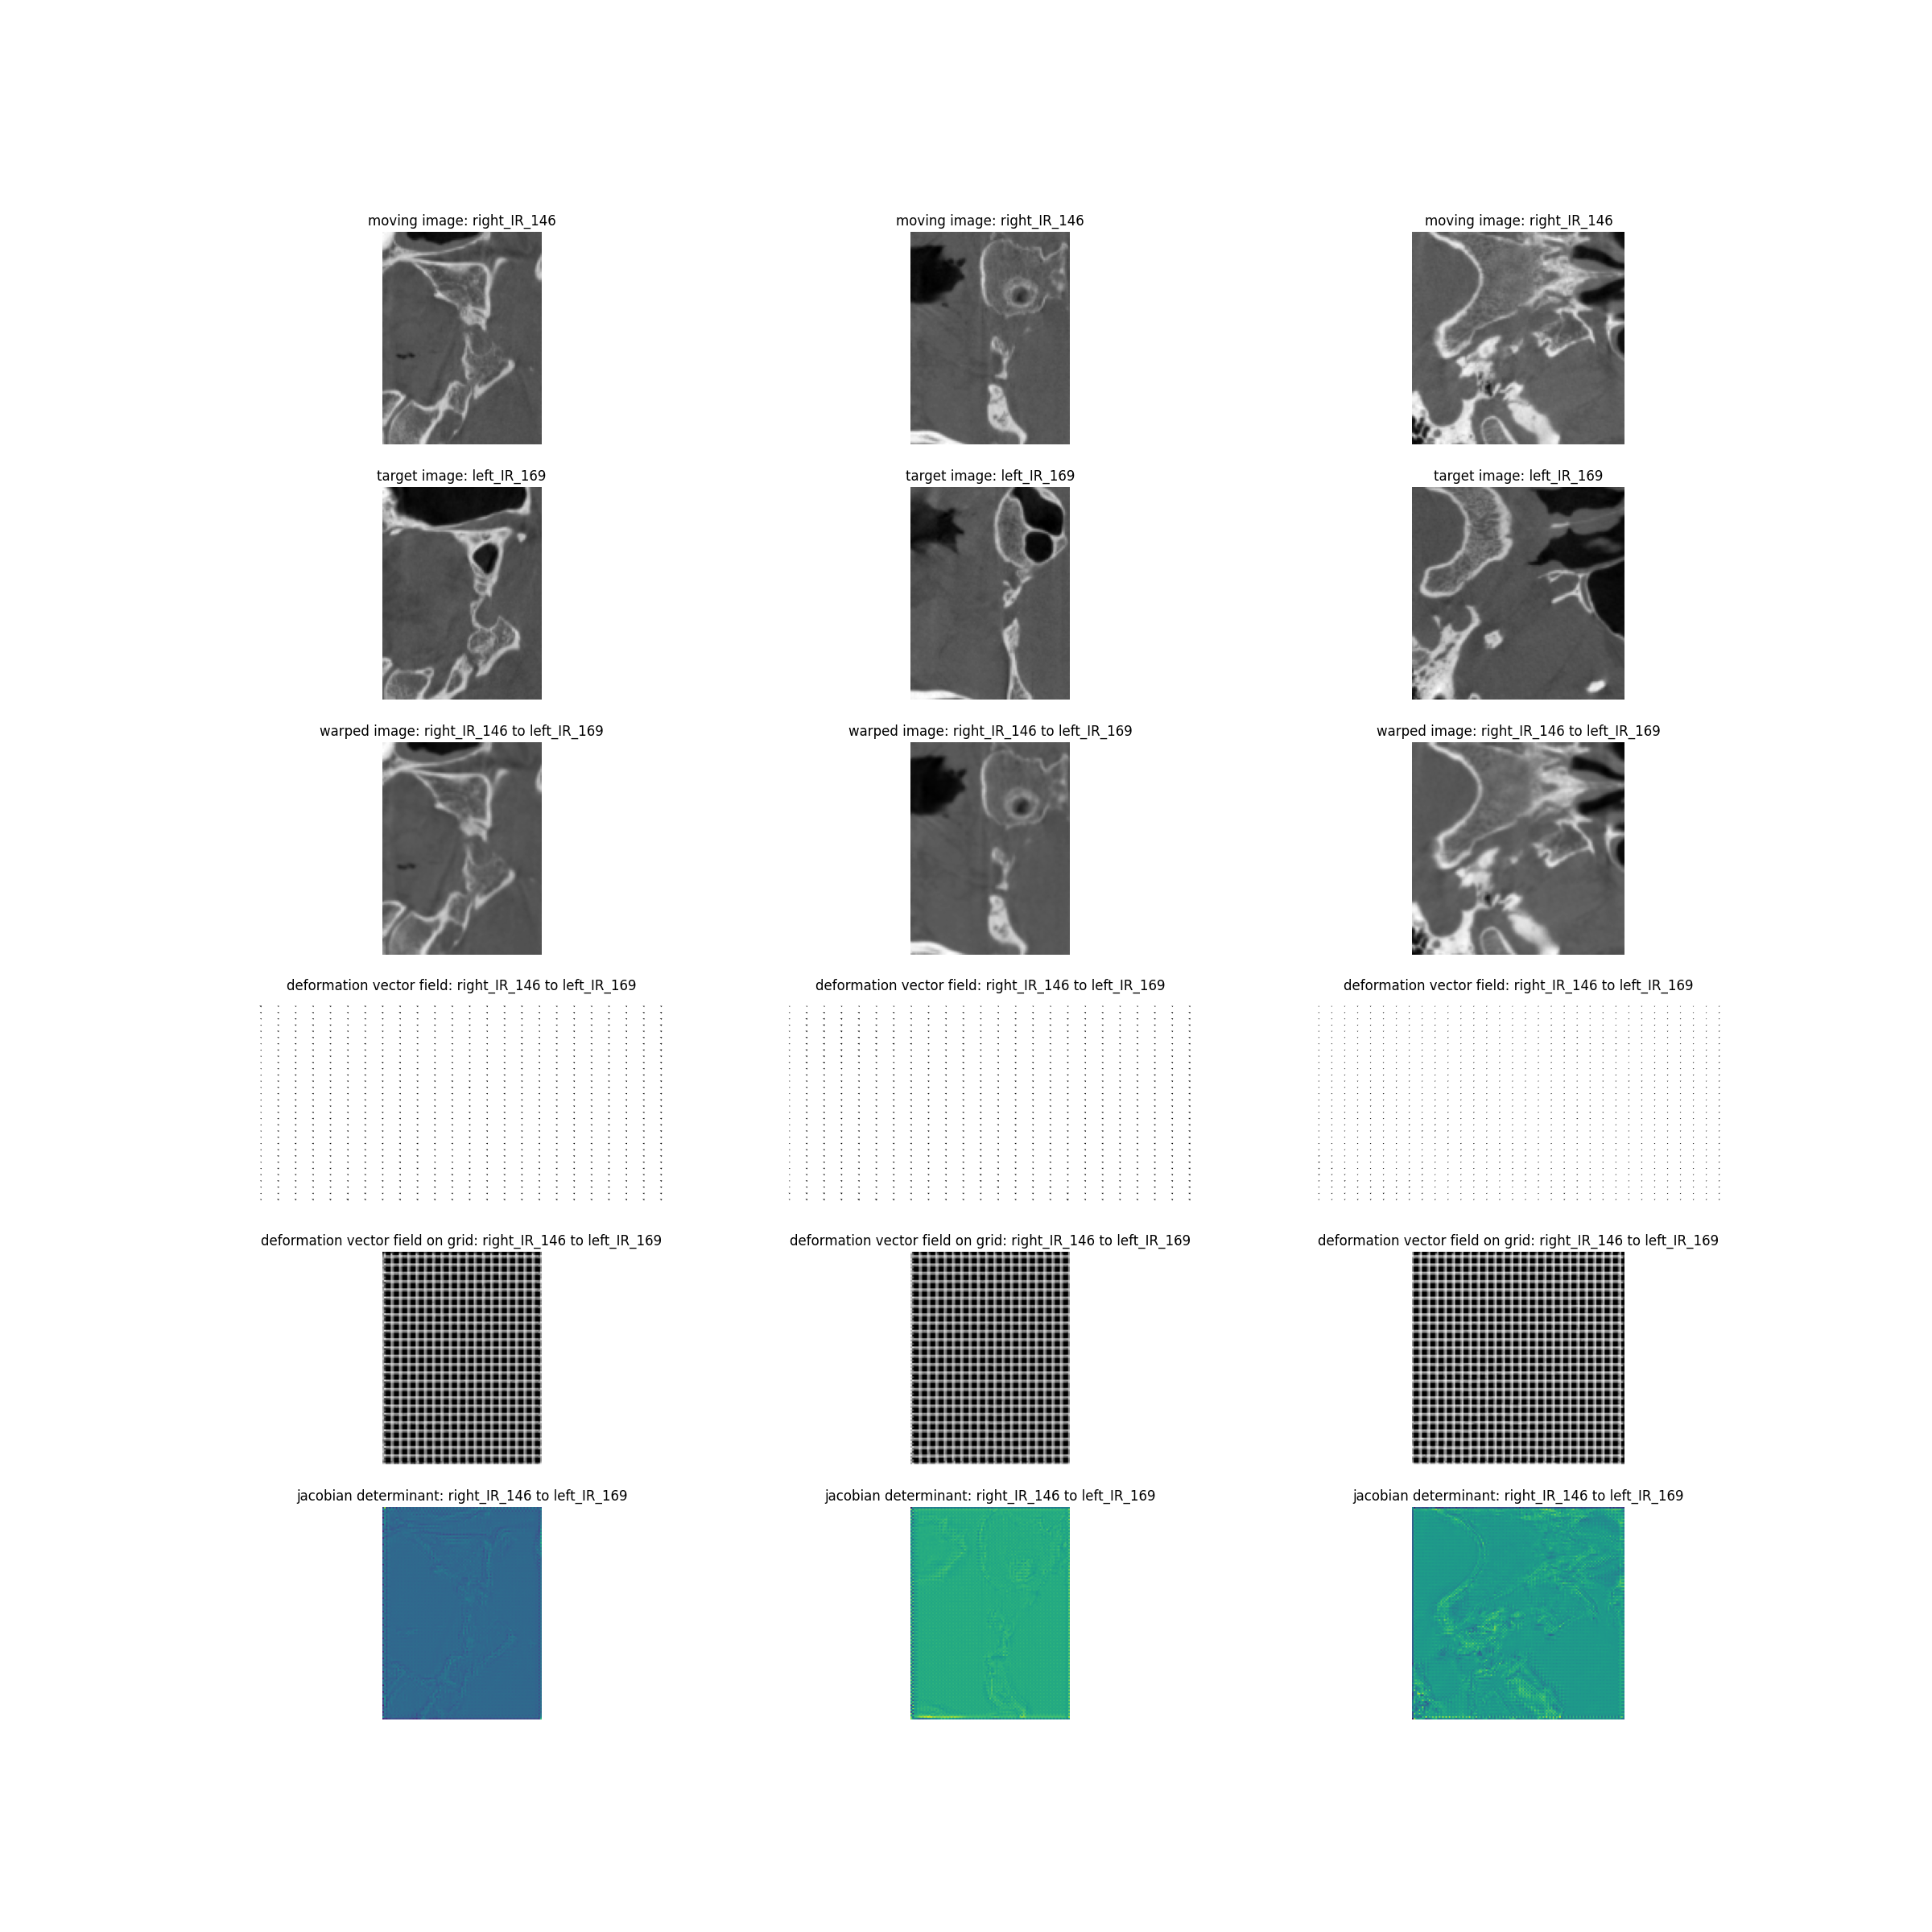 moving image: right_IR_146
moving image: right_IR_146
moving image: right_IR_146
target image: left_IR_169
target image: left_IR_169
target image: left_IR_169
warped image: right_IR_146 to left_IR_169
warped image: right_IR_146 to left_IR_169
warped image: right_IR_146 to left_IR_169
deformation vector field: right_IR_146 to left_IR_169
deformation vector field: right_IR_146 to left_IR_169
deformation vector field: right_IR_146 to left_IR_169
deformation vector field on grid: right_IR_146 to left_IR_169
deformation vector field on grid: right_IR_146 to left_IR_169
deformation vector field on grid: right_IR_146 to left_IR_169
jacobian determinant: right_IR_146 to left_IR_169
jacobian determinant: right_IR_146 to left_IR_169
jacobian determinant: right_IR_146 to left_IR_169